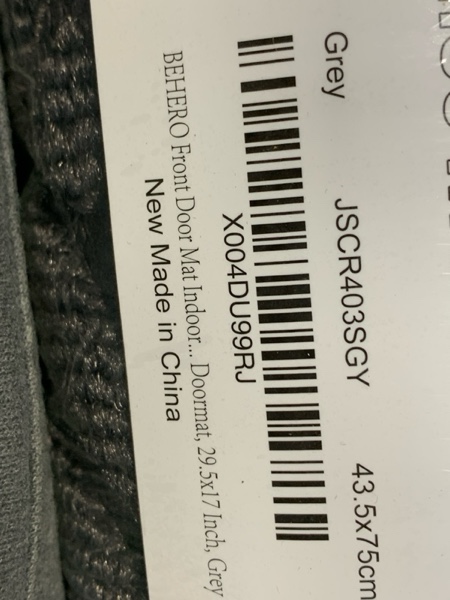 Grey JSCR403SGY 43.5x75cm
X004DU99RJ
BEHERO Front Door Mat Indoor... Doormat, 29.5x17 Inch, Grey
New Made in China